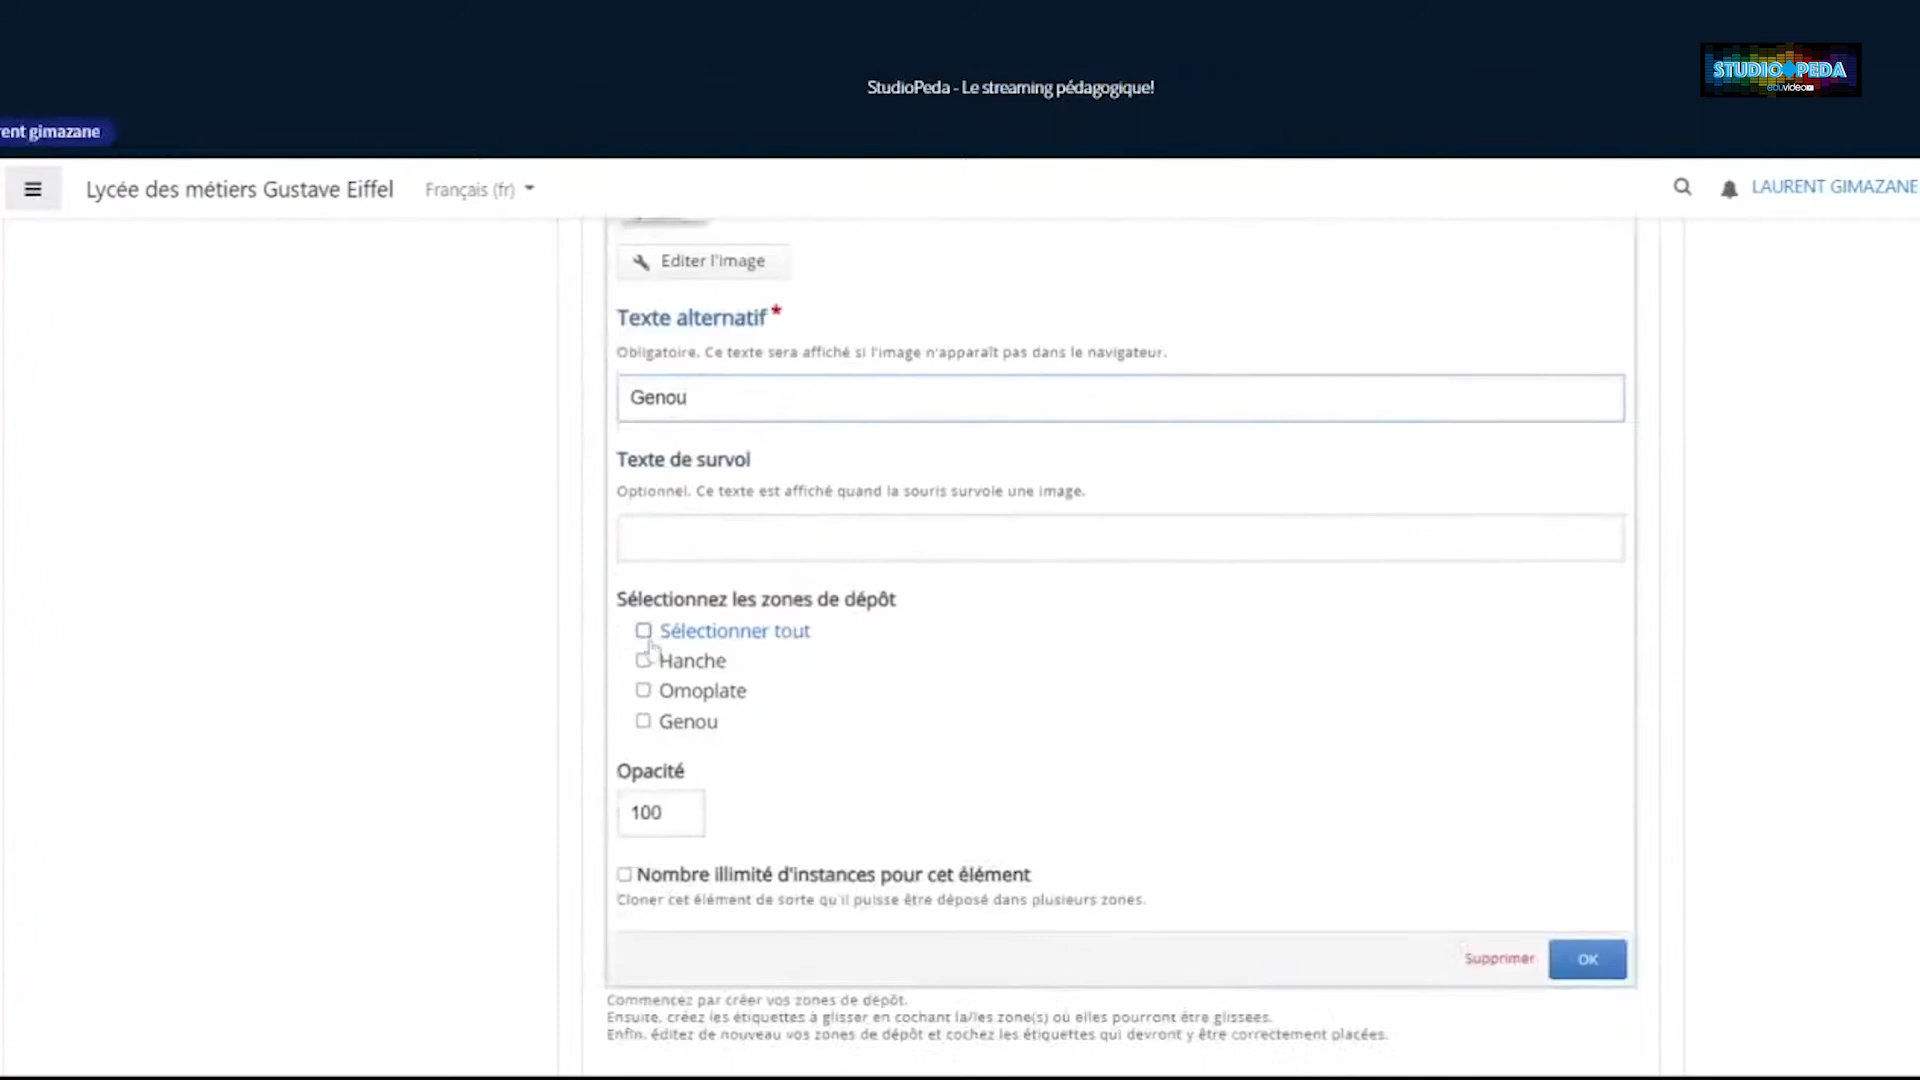 STUDIO PEDA
eduvideo
StudioPeda - Le streaming pédagogique!
rent gimazane
Lycée des métiers Gustave Eiffel
Français (fr)
LAURENT GIMAZANE
Editer l'image
Texte alternatif *
Obligatoire. Ce texte sera affiché si l'image n'apparaît pas dans le navigateur.
Genou
Texte de survol
Optionnel. Ce texte est affiché quand la souris survole une image.
Sélectionnez les zones de dépôt
Sélectionner tout
Hanche
Omoplate
Genou
Opacité
100
Nombre illimité d'instances pour cet élément
Cloner cet élément de sorte qu'il puisse être déposé dans plusieurs zones.
Supprimer
OK
Commencez par créer vos zones de dépôt.
Ensuite, créez les étiquettes à glisser en cochant la/les zone(s) où elles pourront être glissées.
Enfin, éditez de nouveau vos zones de dépôt et cochez les étiquettes qui devront y être correctement placées.